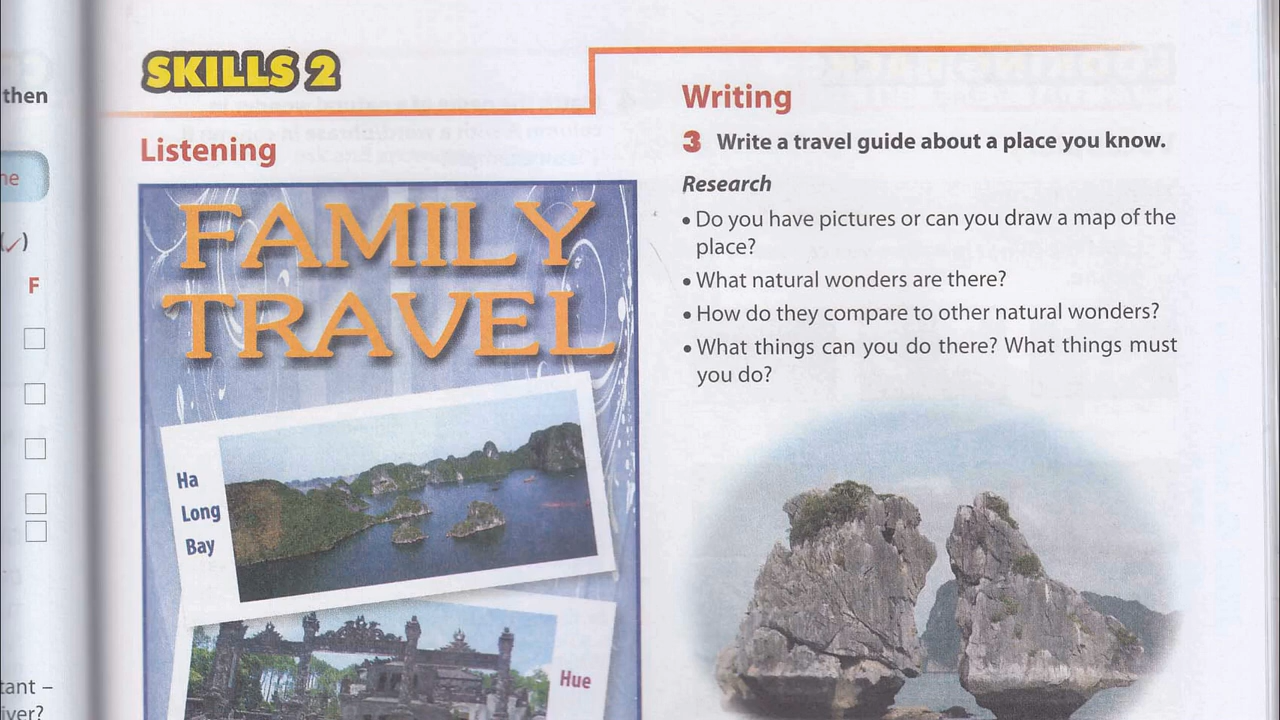 then
ne
(✓)
F
tant –
iver?
SKILLS 2
Listening
FAMILY
TRAVEL
Ha
Long
Bay
Hue
Writing
3 Write a travel guide about a place you know.
Research
• Do you have pictures or can you draw a map of the
place?
• What natural wonders are there?
• How do they compare to other natural wonders?
• What things can you do there? What things must
you do?